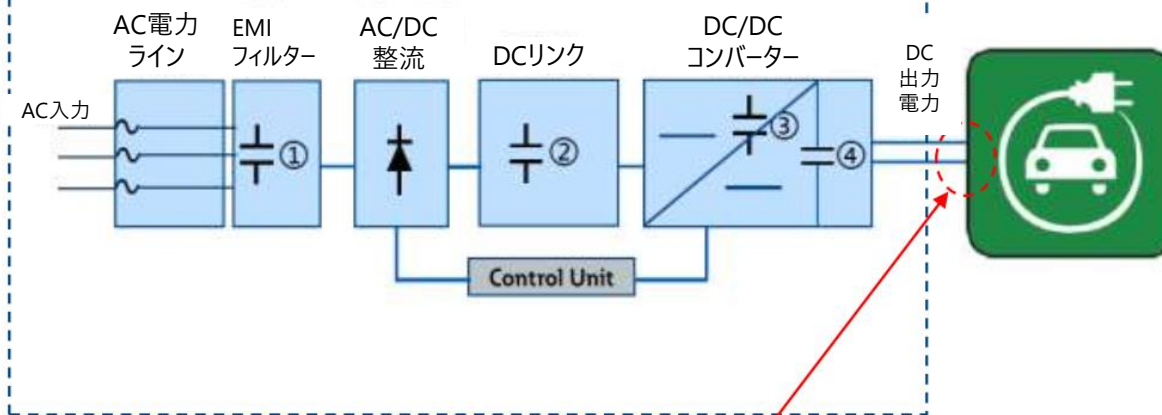 AC電力
ライン
EMI
フィルター
AC/DC
整流
DCリンク
DC/DC
コンバーター
DC
出力
電力
AC入力
①
②
③
④
Control Unit